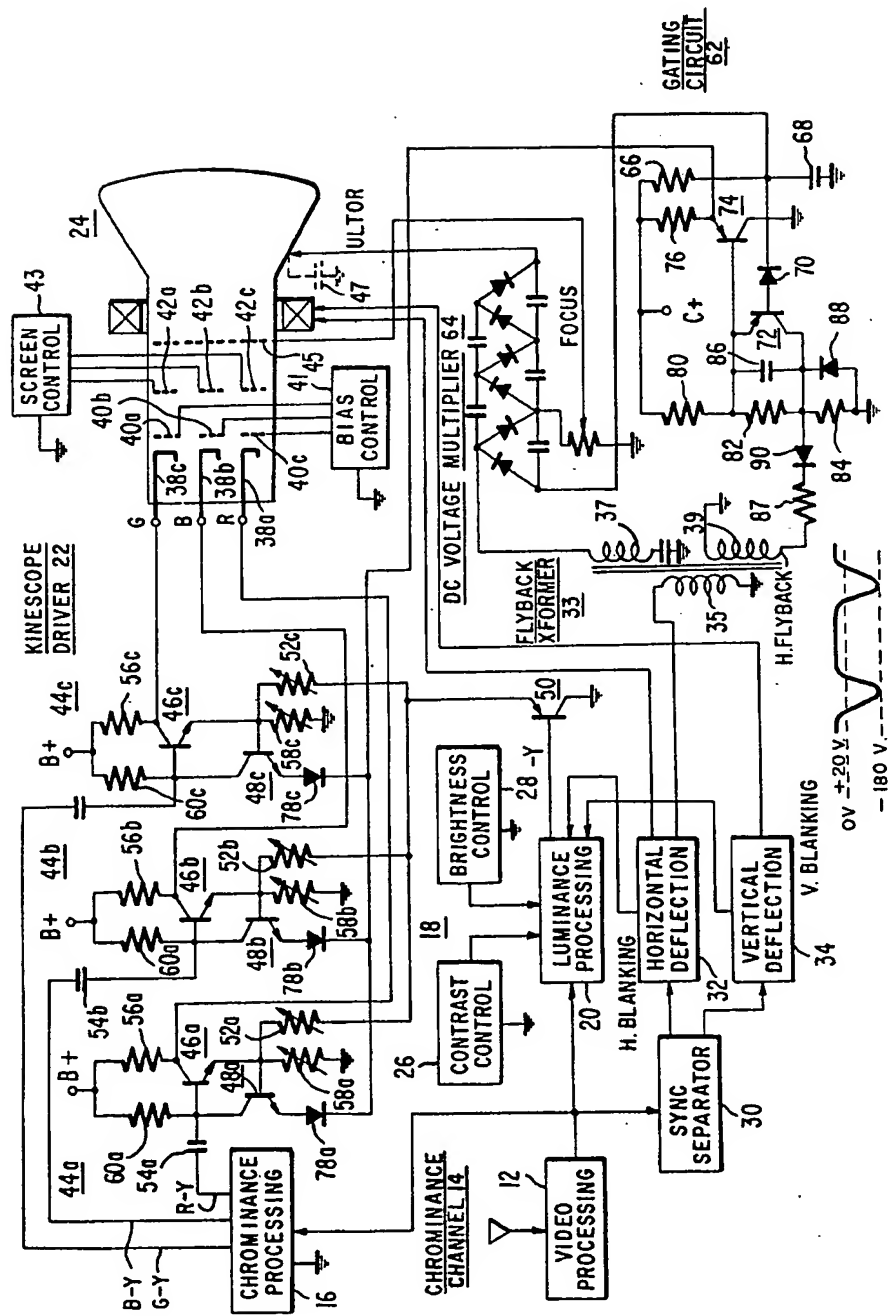 KINESCOPE
DRIVER 22
44a
44b
44c
B+
B+
B+
60a
56a
46a
48a
58a
52a
54a
78a
R-Y
B-Y
G-Y
54b
60a
56b
46b
48b
58b
52b
78b
60c
56c
46c
48c
58c
52c
78c
CHROMINANCE
PROCESSING
16
CHROMINANCE
CHANNEL 14
12
VIDEO
PROCESSING
18
26
CONTRAST
CONTROL
28
BRIGHTNESS
CONTROL
-Y
50
LUMINANCE
PROCESSING
20
H. BLANKING
HORIZONTAL
DEFLECTION
32
VERTICAL
DEFLECTION
34
V. BLANKING
SYNC
SEPARATOR
30
SCREEN
CONTROL
43
G
B
R
38c
38b
38a
40a
40b
40c
42a
42b
42c
45
41
BIAS
CONTROL
24
47
ULTOR
DC VOLTAGE MULTIPLIER 64
FOCUS
FLYBACK
XFORMER
33
37
39
35
H.FLYBACK
0V
±20V
-180 V.
GATING
CIRCUIT
62
66
68
76
74
C+
70
72
80
86
82
88
84
90
87